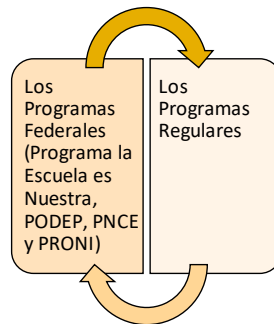 Los
Programas
Federales
(Programa la
Escuela es
Nuestra,
PODEP, PNCE
y PRONI)
Los
Programas
Regulares